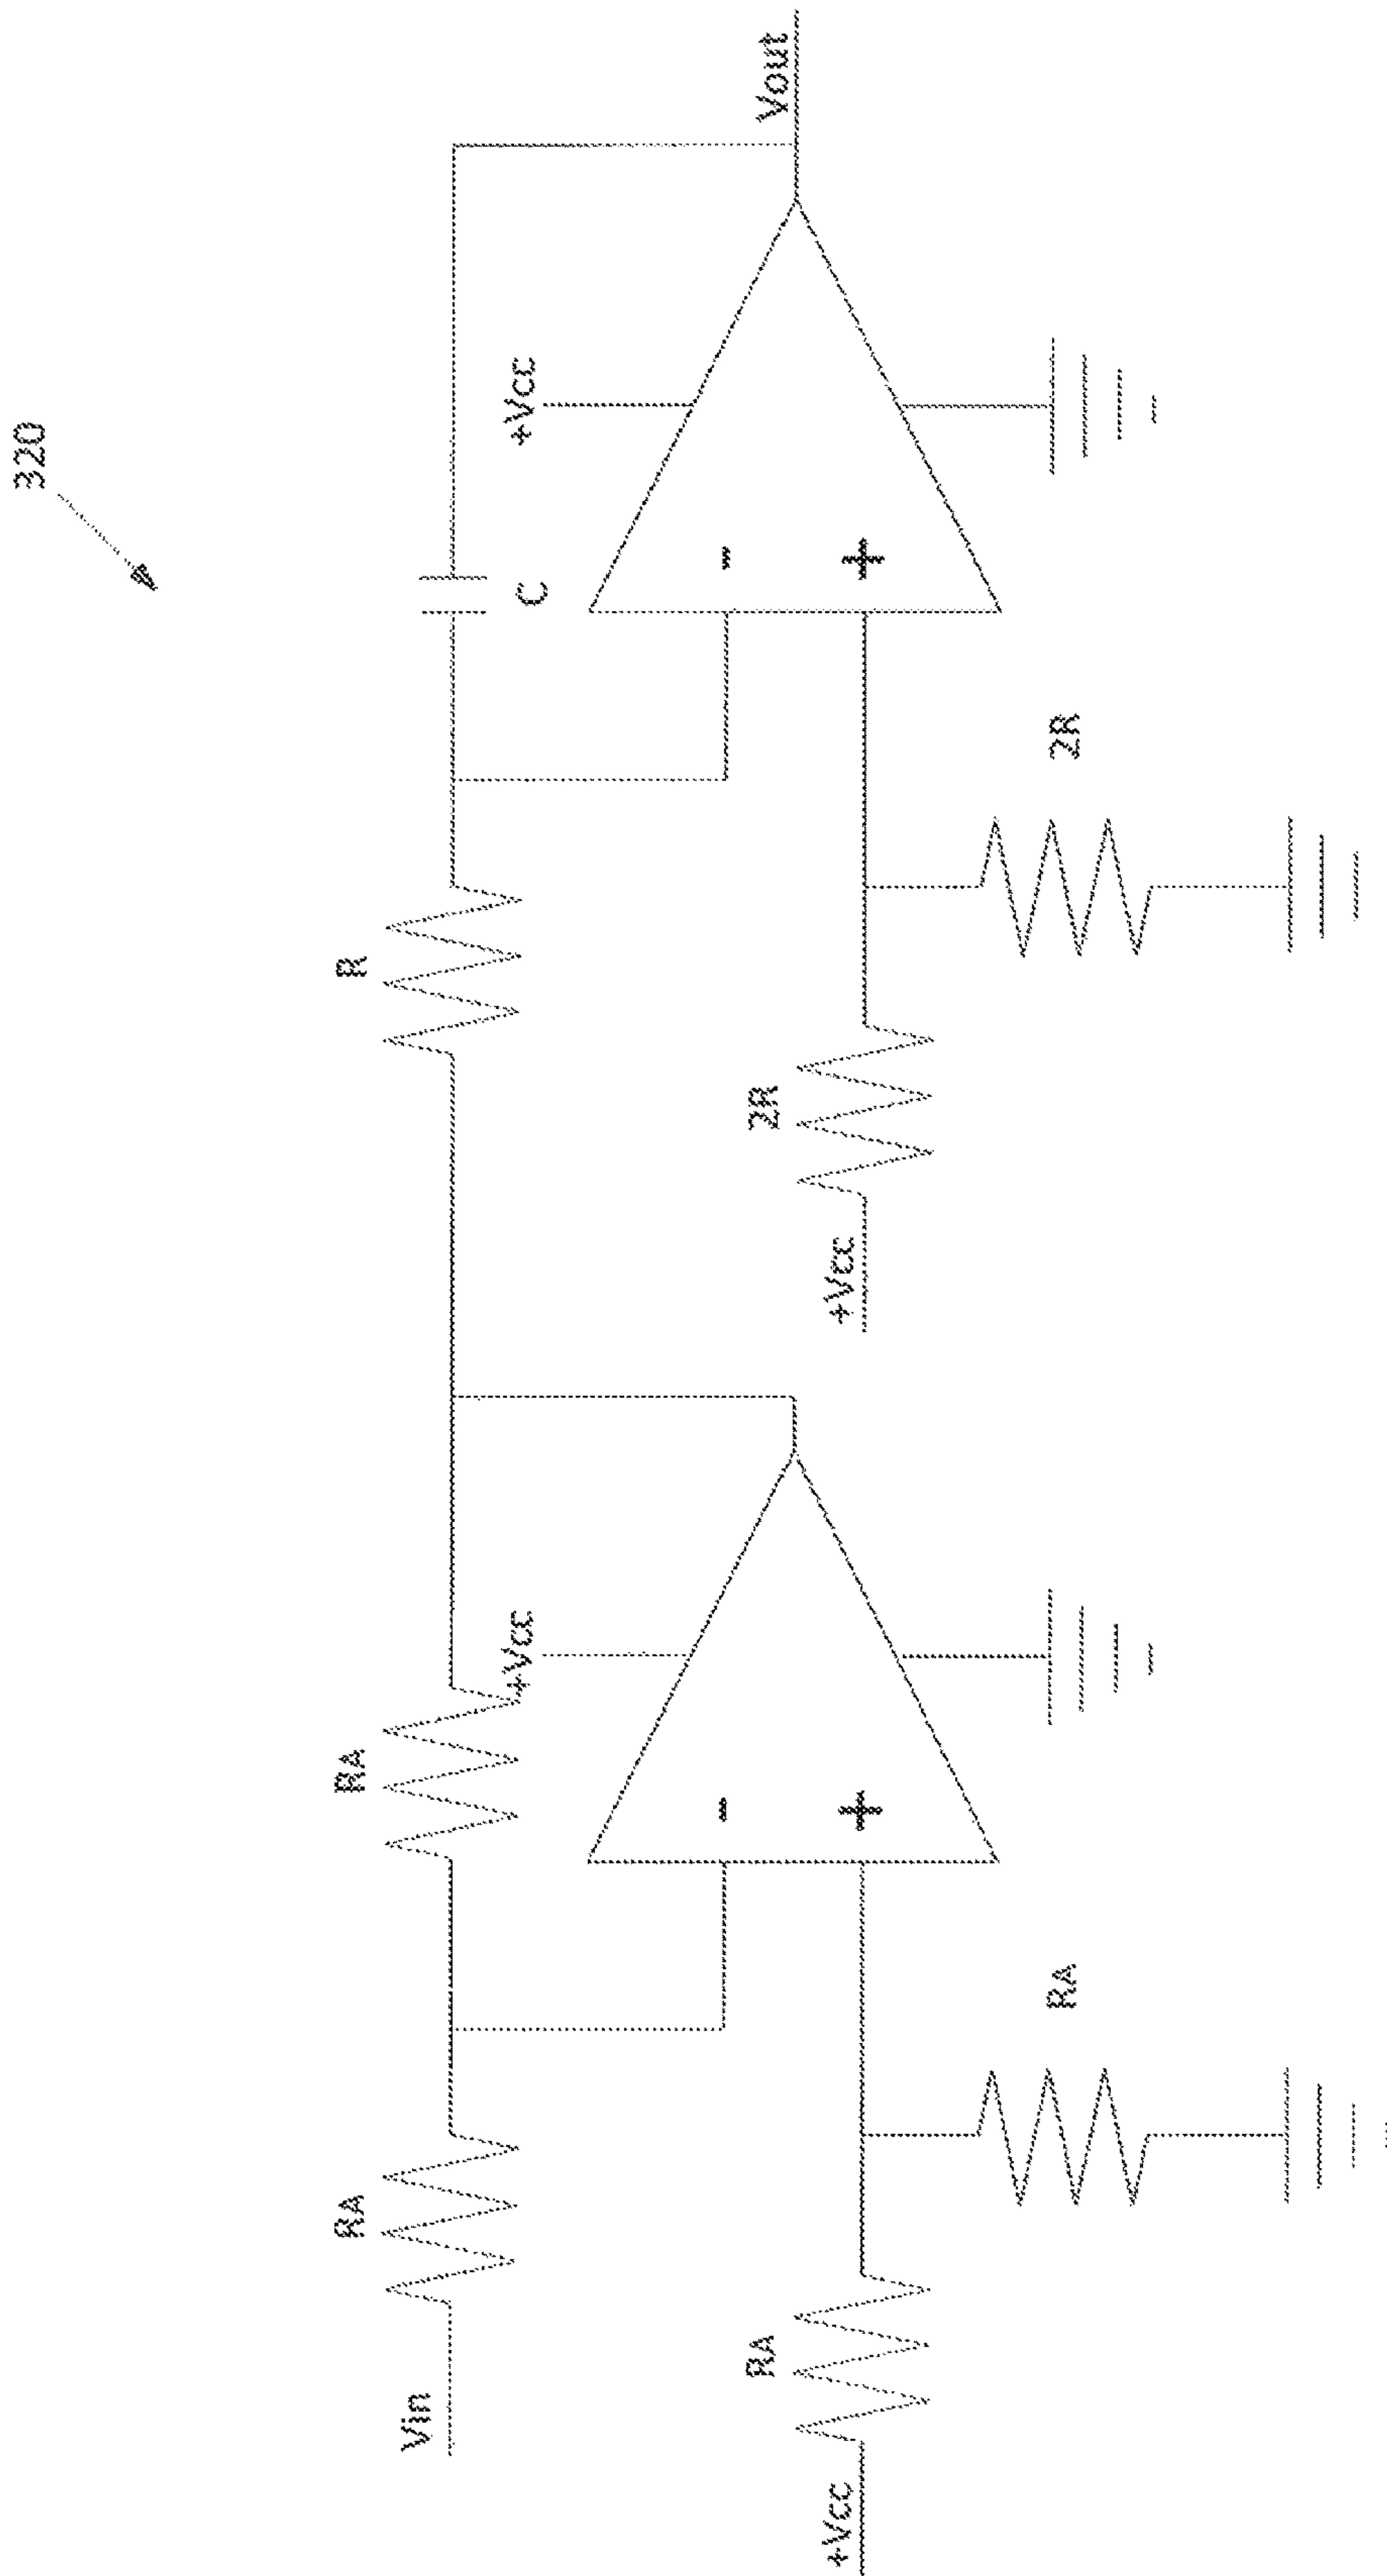 320
Vin
RA
RA
+Vcc
R
C
+Vcc
Vout
-
+
-
+
+Vcc
RA
RA
+Vcc
2R
2R